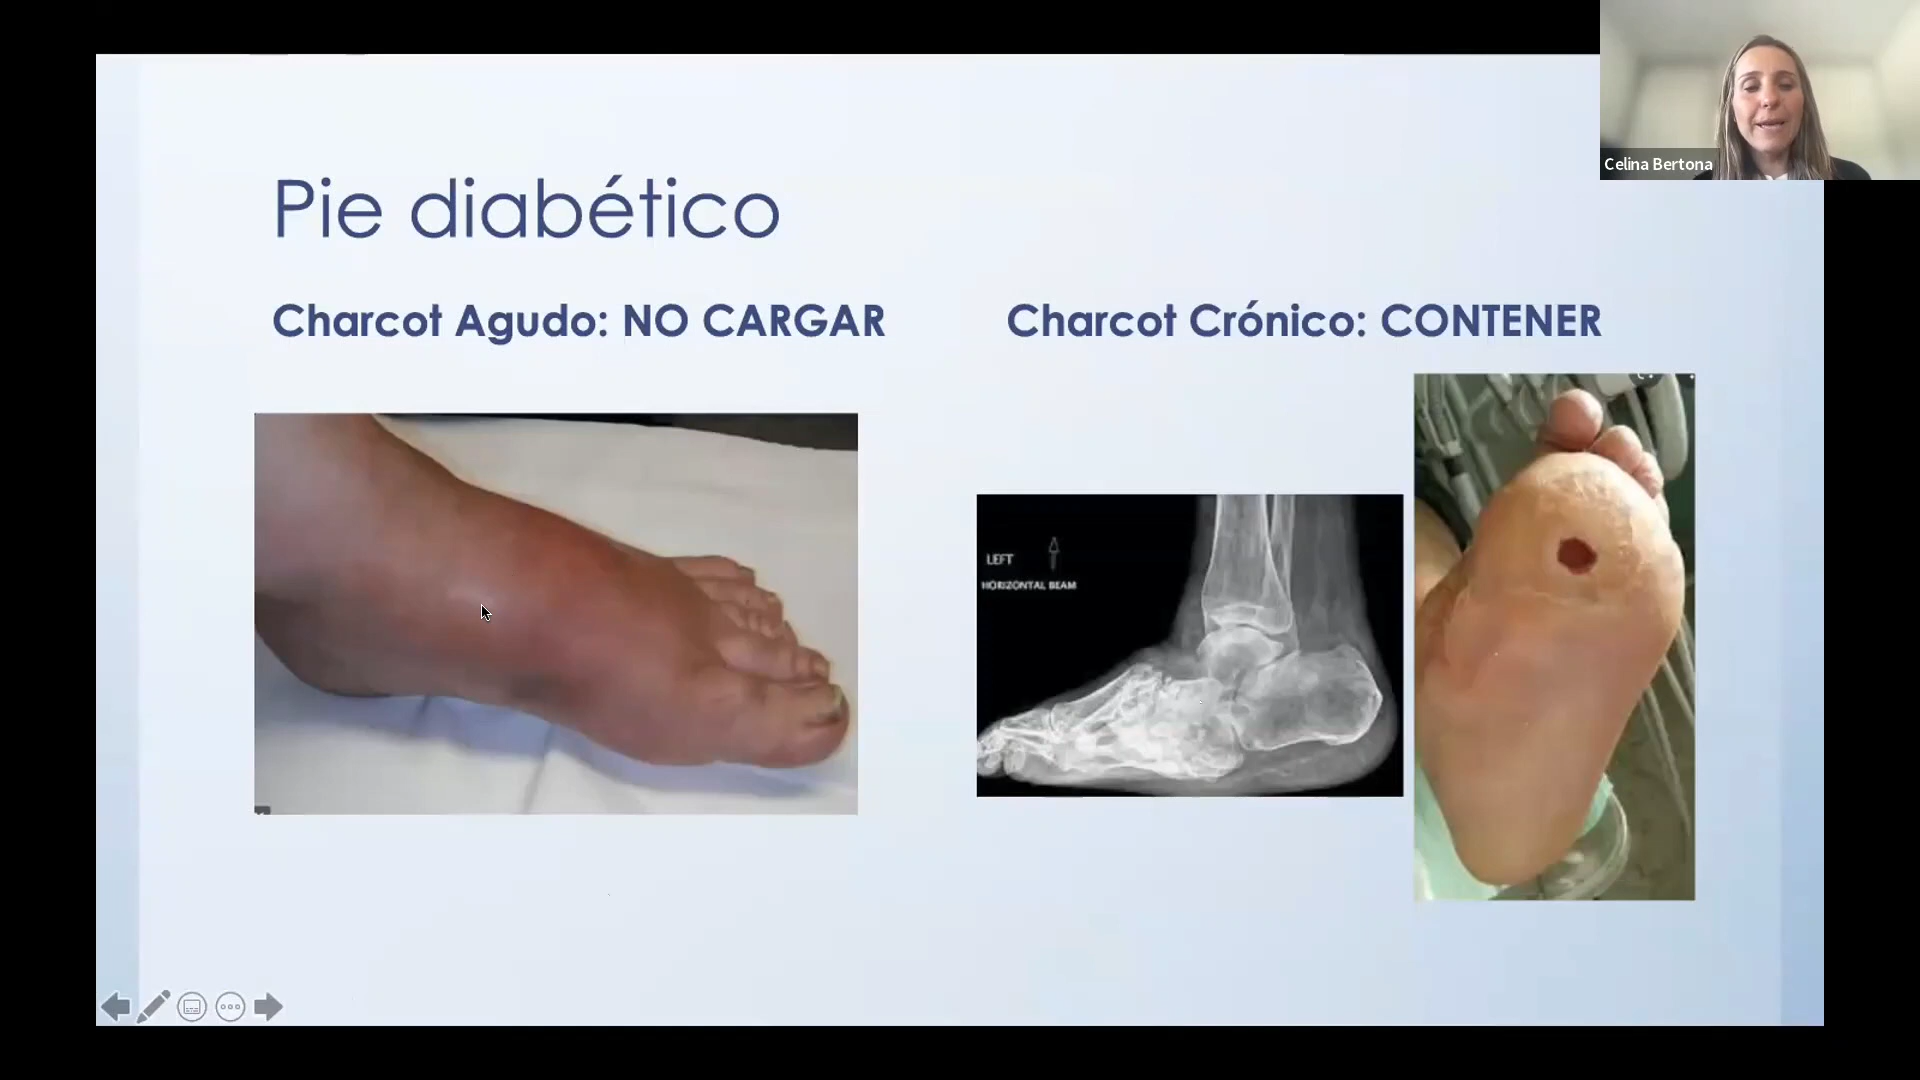 Celina Bertona
Pie diabético
Charcot Agudo: NO CARGAR
Charcot Crónico: CONTENER
LEFT
HORIZONTAL BEAM